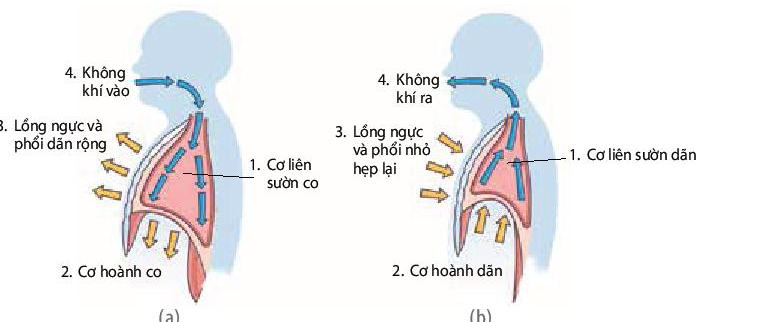 4. Không
khí vào
3. Lồng ngực và
phổi dãn rộng
1. Cơ liên
sườn co
2. Cơ hoành co
(a)
4. Không
khí ra
3. Lồng ngực
và phổi nhỏ
hẹp lại
1. Cơ liên sườn dãn
2. Cơ hoành dãn
(b)